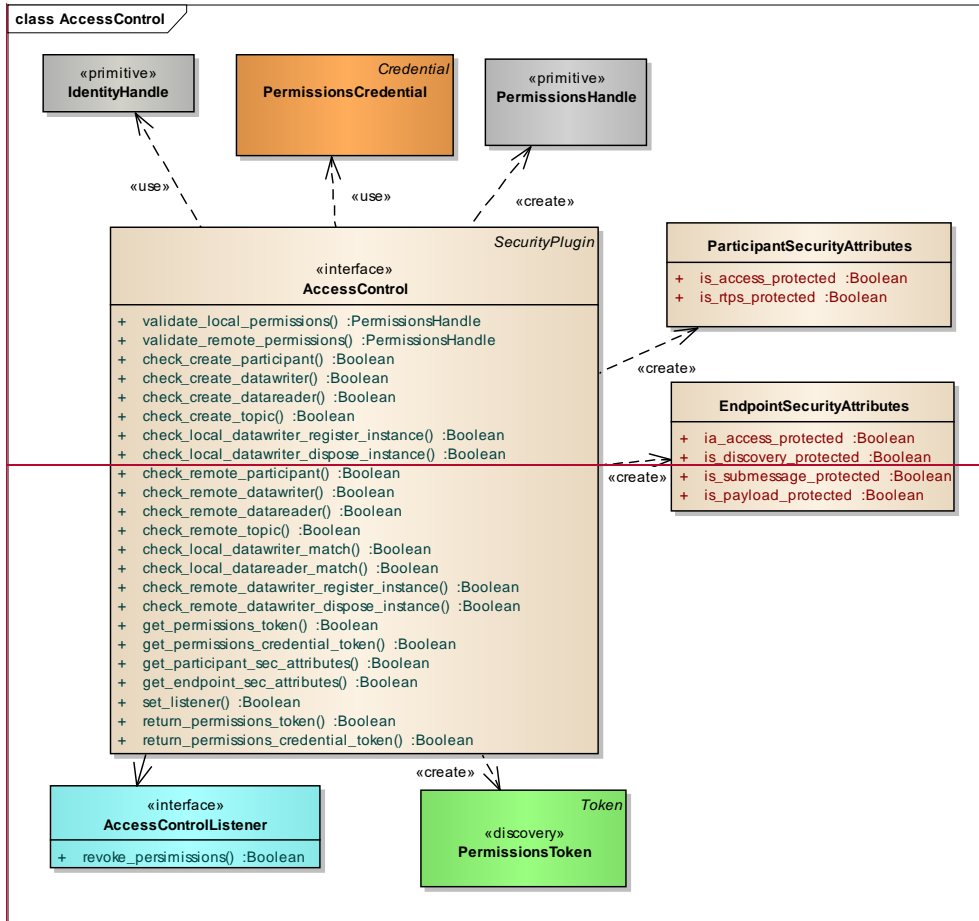 class AccessControl
«primitive»
IdentityHandle
Credential
PermissionsCredential
«primitive»
PermissionsHandle
«use»
«use»
«create»
SecurityPlugin
«interface»
AccessControl
+ validate_local_permissions() :PermissionsHandle
+ validate_remote_permissions() :PermissionsHandle
+ check_create_participant() :Boolean
+ check_create_datawriter() :Boolean
+ check_create_datareader() :Boolean
+ check_create_topic() :Boolean
+ check_local_datawriter_register_instance() :Boolean
+ check_local_datawriter_dispose_instance() :Boolean
+ check_remote_participant() :Boolean
+ check_remote_datawriter() :Boolean
+ check_remote_datareader() :Boolean
+ check_remote_topic() :Boolean
+ check_local_datawriter_match() :Boolean
+ check_local_datareader_match() :Boolean
+ check_remote_datawriter_register_instance() :Boolean
+ check_remote_datawriter_dispose_instance() :Boolean
+ get_permissions_token() :Boolean
+ get_permissions_credential_token() :Boolean
+ get_participant_sec_attributes() :Boolean
+ get_endpoint_sec_attributes() :Boolean
+ set_listener() :Boolean
+ return_permissions_token() :Boolean
+ return_permissions_credential_token() :Boolean
ParticipantSecurityAttributes
+ is_access_protected :Boolean
+ is_rtps_protected :Boolean
«create»
EndpointSecurityAttributes
+ ia_access_protected :Boolean
+ is_discovery_protected :Boolean
+ is_submessage_protected :Boolean
+ is_payload_protected :Boolean
«create»
«create»
«interface»
AccessControlListener
+ revoke_persimissions() :Boolean
Token
«discovery»
PermissionsToken